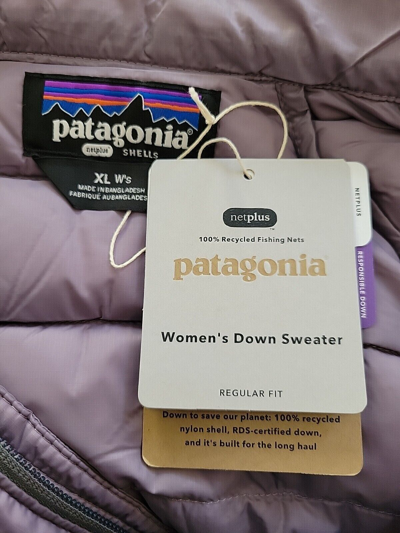 patagonia®
netplus SHELLS
XL W's
MADE IN BANGLADESH
FABRIQUÉ AU BANGLADESH
netplus™
100% Recycled Fishing Nets
patagonia
Women's Down Sweater
REGULAR FIT
NETPLUS
RESPONSIBLE DOWN
Down to save our planet: 100% recycled
nylon shell, RDS-certified down,
and it's built for the long haul